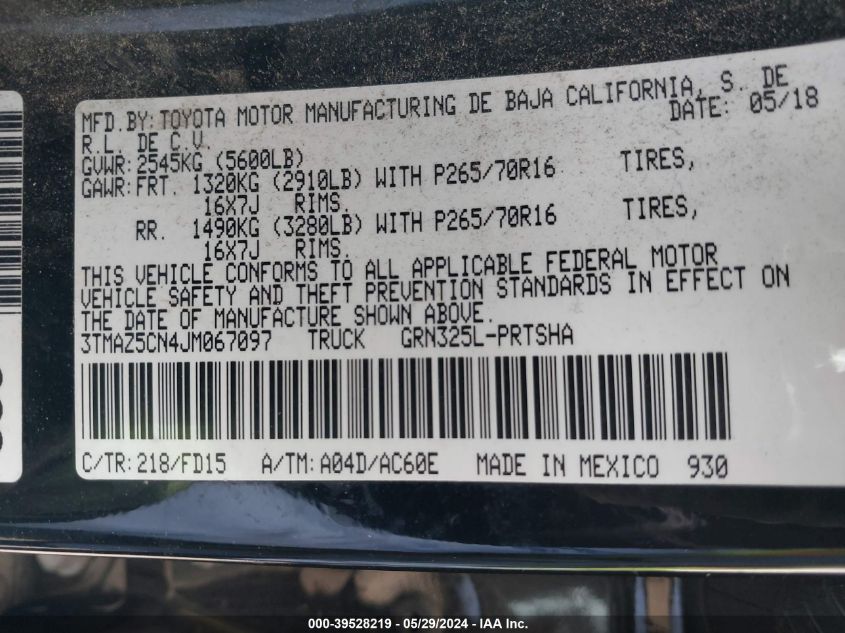 MFD.BY:TOYOTA MOTOR MANUFACTURING DE BAJA CALIFORNIA, S. DE
R.L. DE C.V. DATE: 05/18
GVWR:2545KG (5600LB)
GAWR:FRT. 1320KG (2910LB) WITH P265/70R16 TIRES,
16X7J RIMS.
RR. 1490KG (3280LB) WITH P265/70R16 TIRES,
16X7J RIMS.
THIS VEHICLE CONFORMS TO ALL APPLICABLE FEDERAL MOTOR
VEHICLE SAFETY AND THEFT PREVENTION STANDARDS IN EFFECT ON
THE DATE OF MANUFACTURE SHOWN ABOVE.
3TMAZ5CN4JM067097 TRUCK GRN325L-PRTSHA
C/TR:218/FD15 A/TM:A04D/AC60E MADE IN MEXICO 930
000-39528219 - 05/29/2024 - IAA Inc.